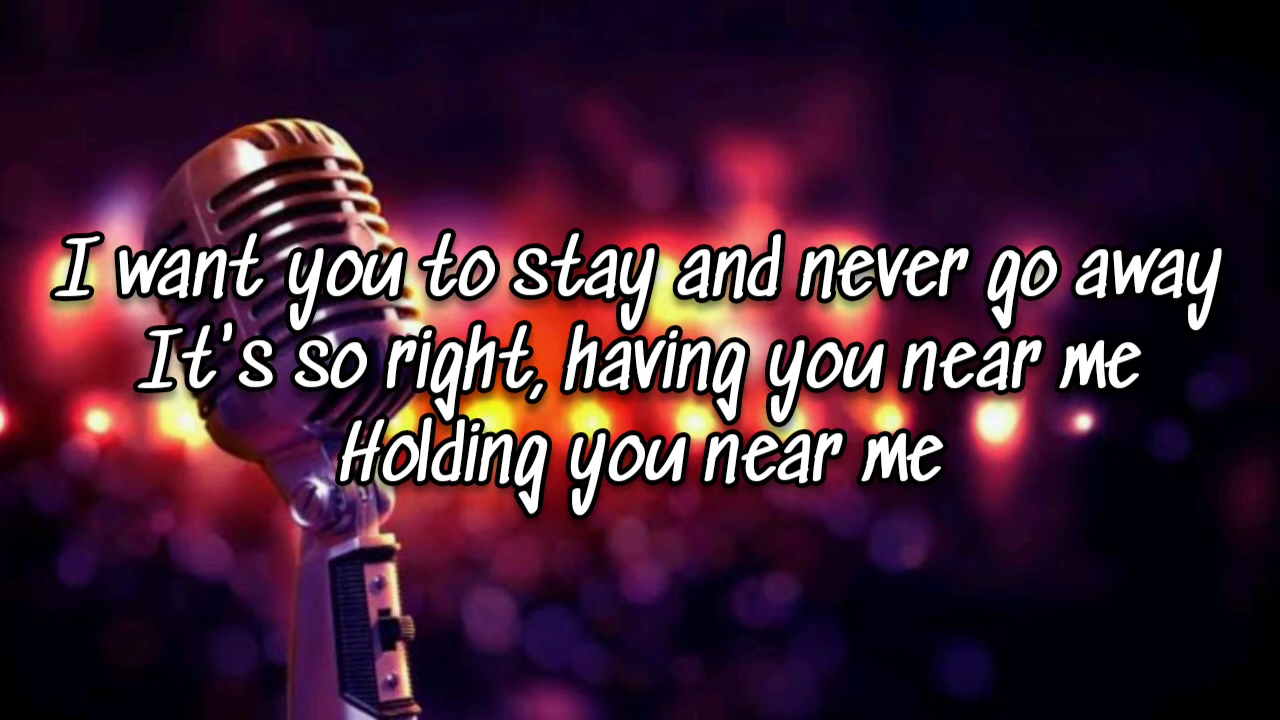 I want you to stay and never go away
It's so right, having you near me
Holding you near me